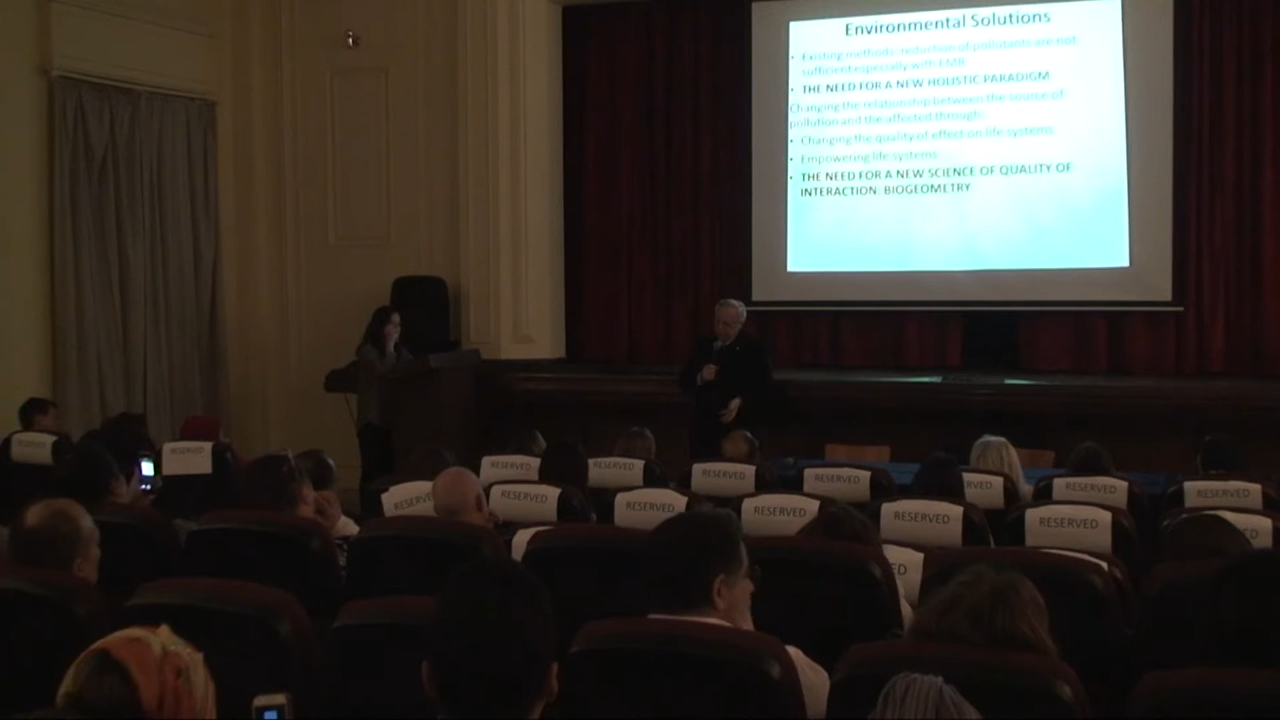 Environmental Solutions
• Existing methods: reduction of pollutants are not
sufficient especially with EMR
• THE NEED FOR A NEW HOLISTIC PARADIGM
Changing the relationship between the source of
pollution and the affected through:
• Changing the quality of effect on life systems
• Empowering life systems
• THE NEED FOR A NEW SCIENCE OF QUALITY OF
INTERACTION: BIOGEOMETRY
RESERVED
RESERVED
RESERVED
RESERVED
RESERVED
RESERVED
RVED
RESERVED
RESERVED
RESERVED
RESERVED
RESERVED
RESERVED
RESERVED
RESERVED
ED